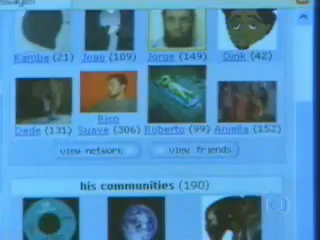 Kamba (21) Joao (109) Jorge (149) Oink (42)
Rico
Dede (131) Suave (306) Roberto (99) Aniella (152)
view network view friends
his communities (190)